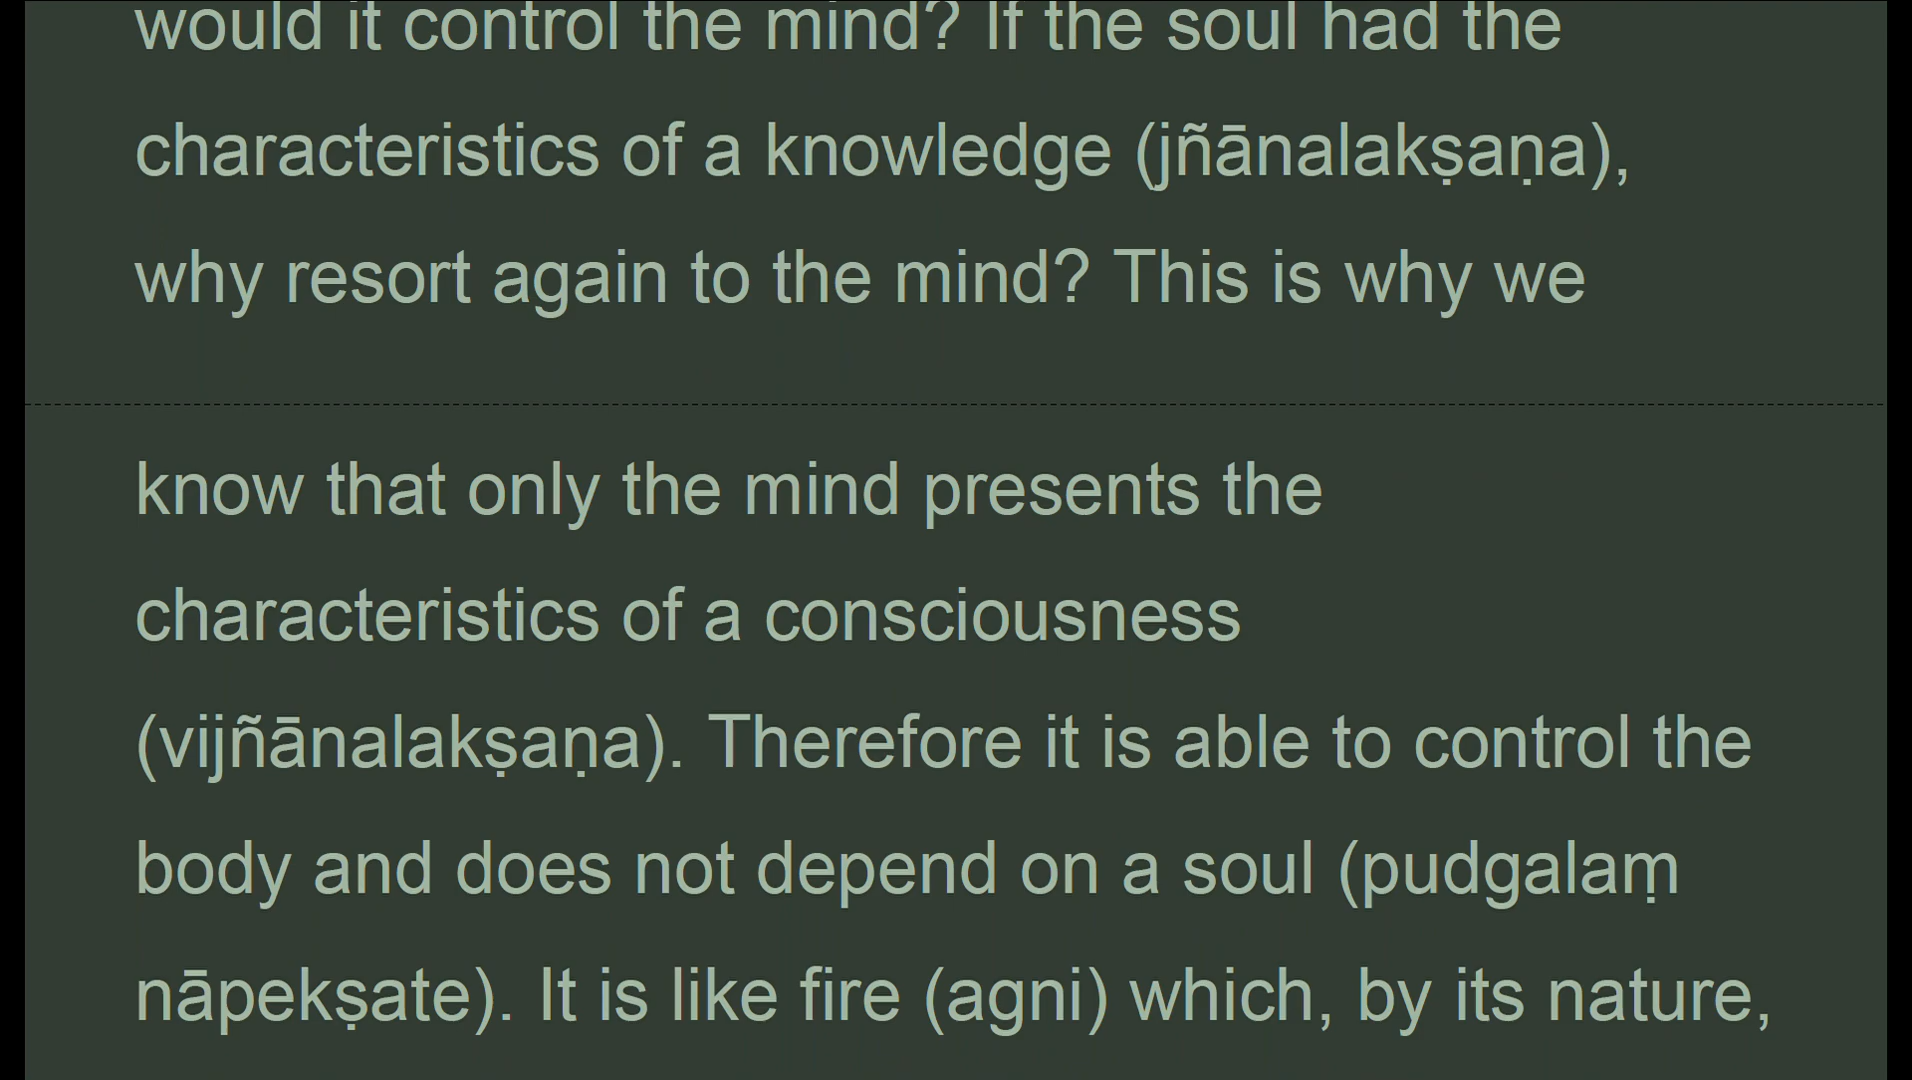 would it control the mind? If the soul had the
characteristics of a knowledge (jñānalakṣaṇa),
why resort again to the mind? This is why we
know that only the mind presents the
characteristics of a consciousness
(vijñānalakṣaṇa). Therefore it is able to control the
body and does not depend on a soul (pudgalaṃ
nāpekṣate). It is like fire (agni) which, by its nature,